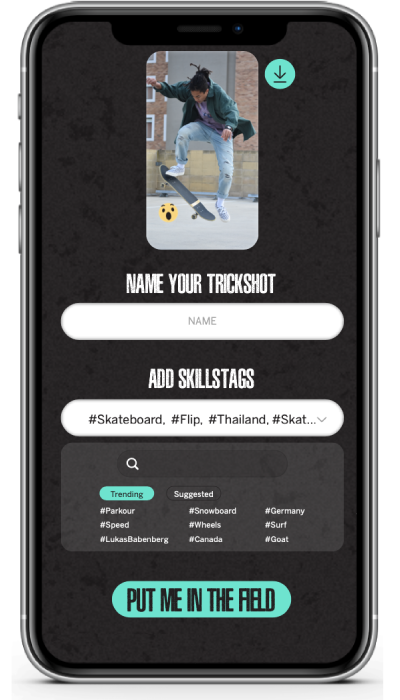 NAME YOUR TRICKSHOT
NAME
ADD SKILLSTAGS
#Skateboard, #Flip, #Thailand, #Skat...
Trending Suggested
#Parkour #Snowboard #Germany
#Speed #Wheels #Surf
#LukasBabenberg #Canada #Goat
PUT ME IN THE FIELD